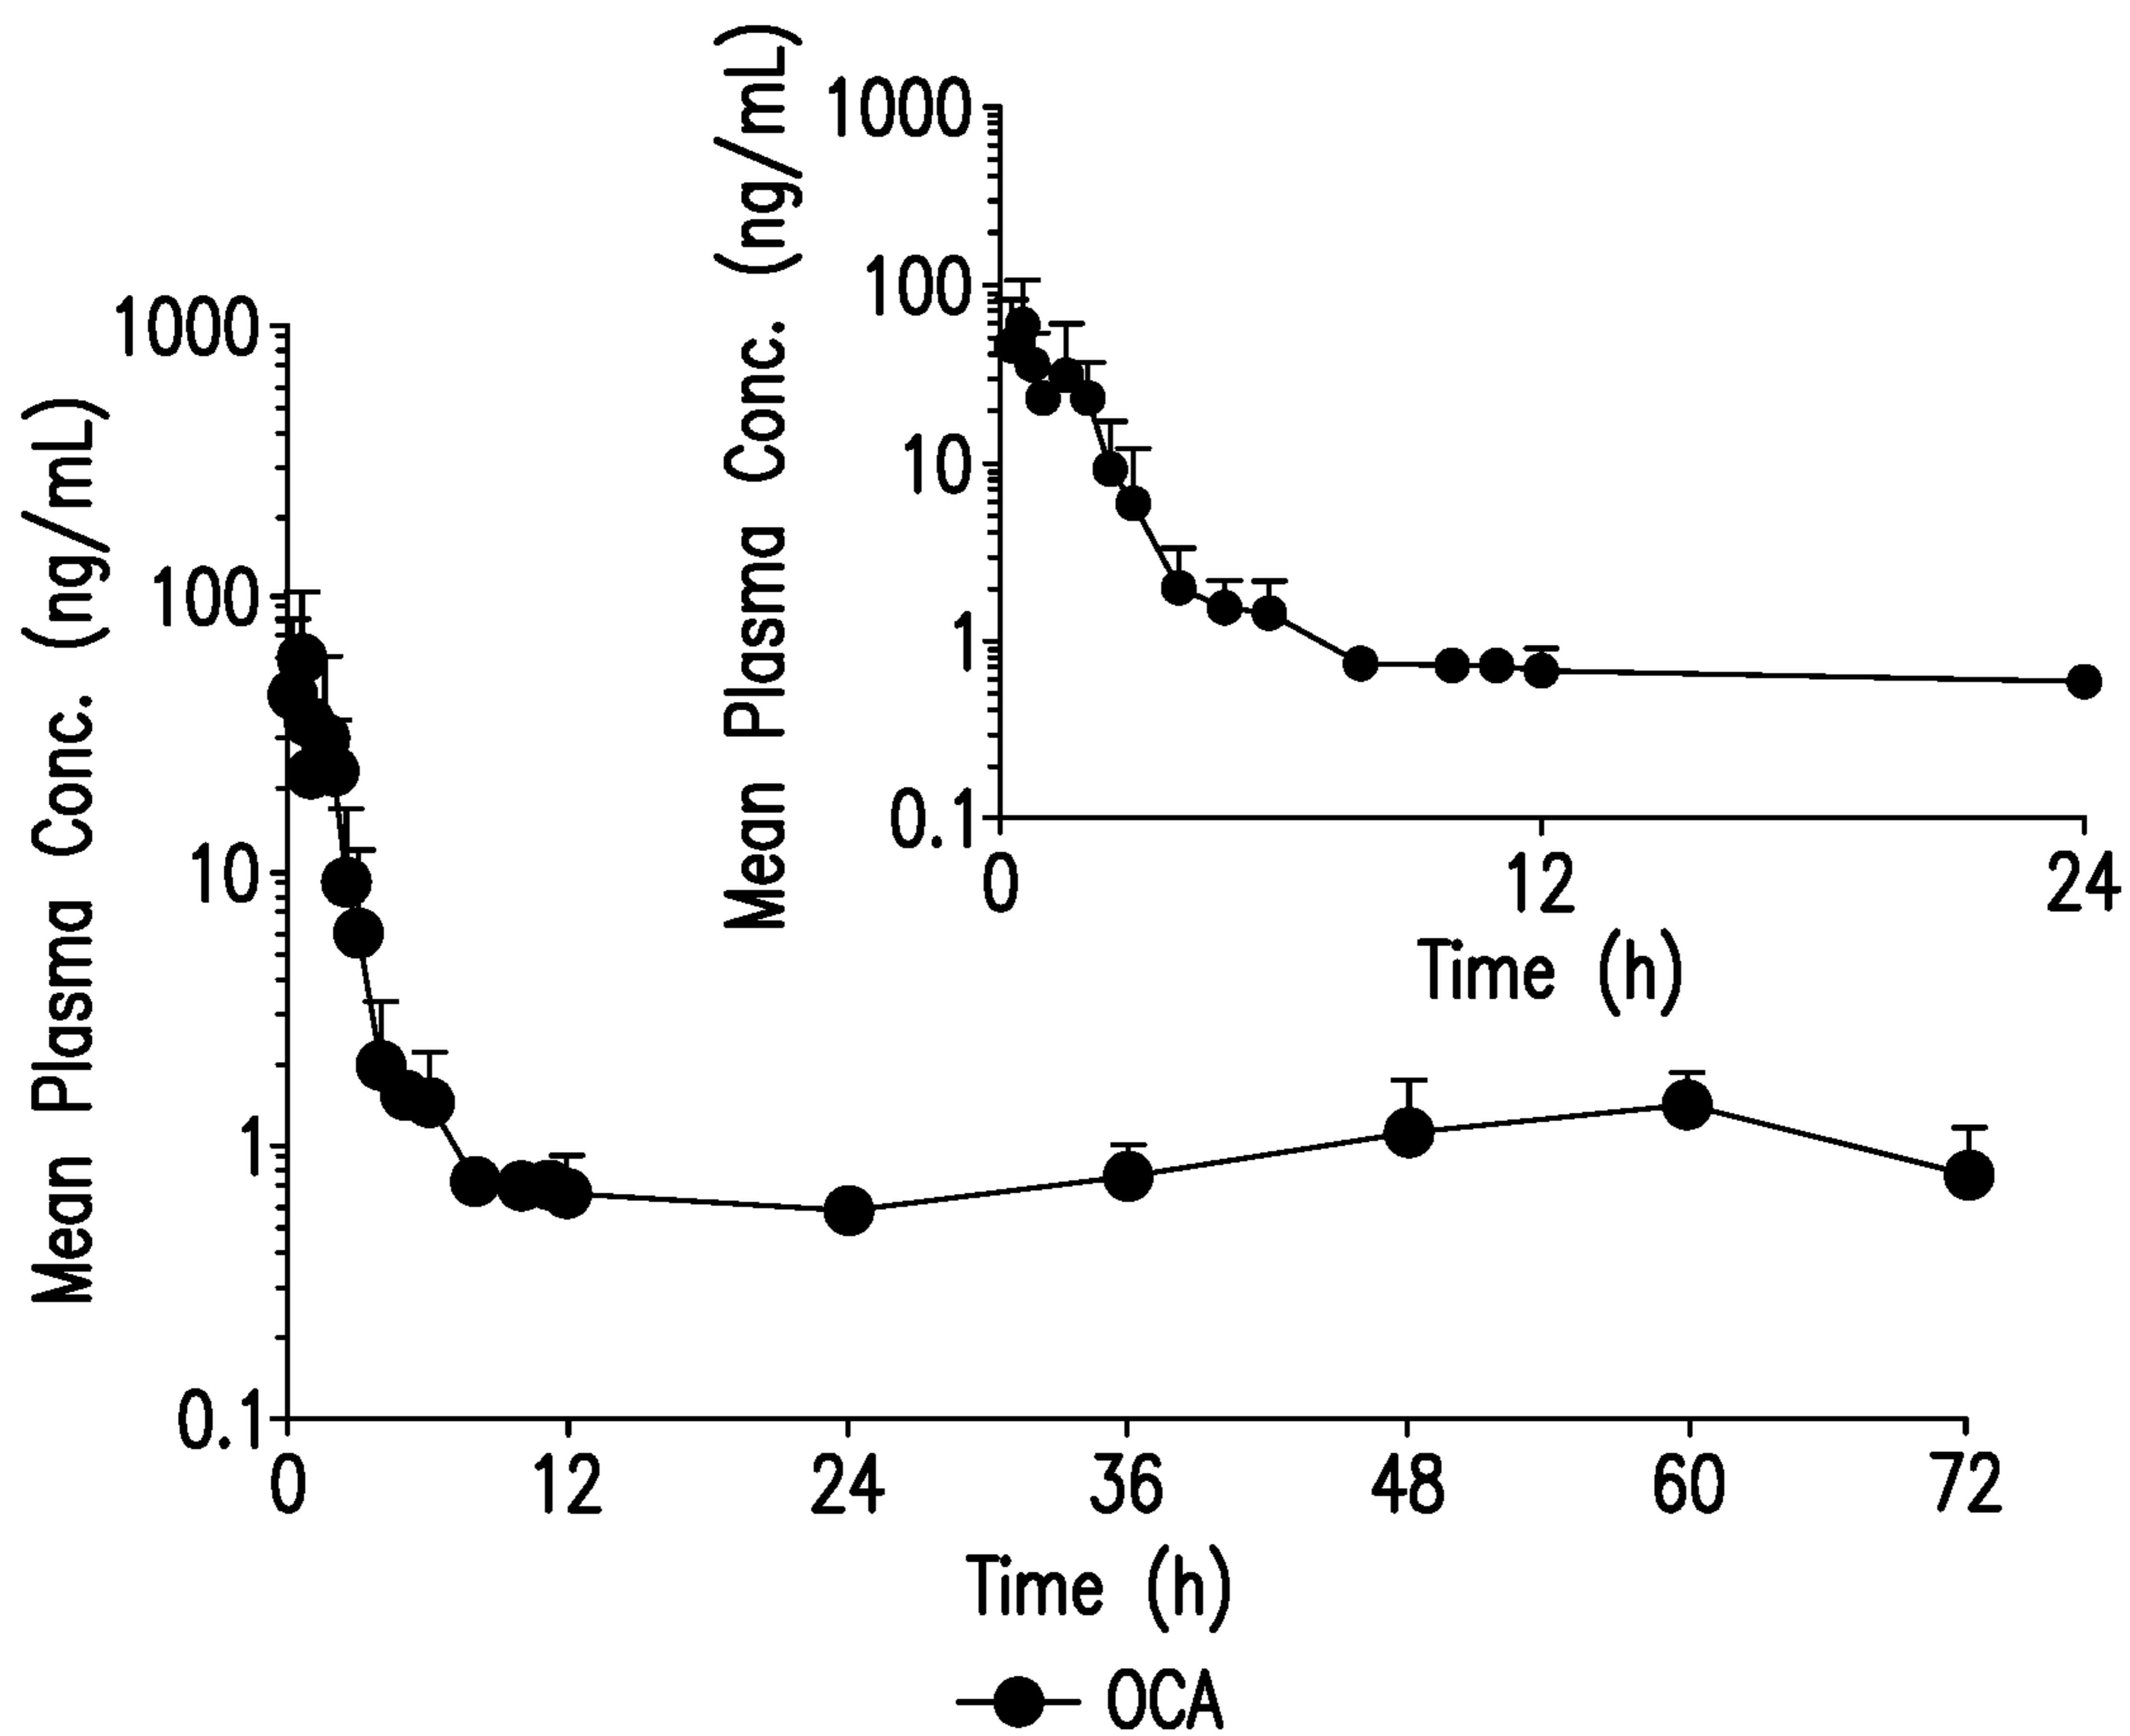 Mean Plasma Conc. (ng/mL)
1000
100
10
1
0.1
0 12 24
Time (h)
Mean Plasma Conc. (ng/mL)
1000
100
10
1
0.1
0 12 24 36 48 60 72
Time (h)
OCA